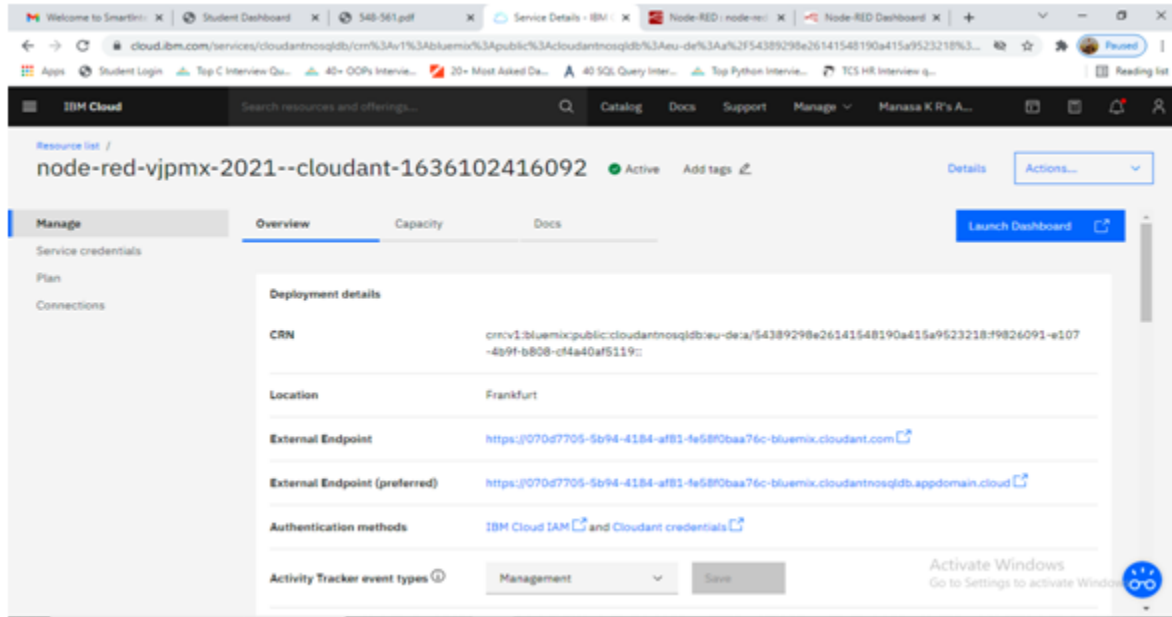 Welcome to SmartInt
Student Dashboard
548-561.pdf
Service Details - IBM C
Node-RED : node-red
Node-RED Dashboard
cloud.ibm.com/services/cloudantnosqldb/crn%3Av1%3Abluemix%3Apublic%3Acloudantnosqldb%3Aeu-de%3Aa%2F54389298e26141548190a415a9523218%3...
Paused
Apps Student Login Top C Interview Qu... 40+ OOPs Intervie... 20+ Most Asked Da... 40 SQL Query Inter... Top Python Intervie... TCS HR Interview q... Reading list
IBM Cloud Search resources and offerings... Catalog Docs Support Manage Manasa K R's A...
Resource list /
node-red-vjpmx-2021--cloudant-1636102416092 Active Add tags Details Actions...
Manage
Service credentials
Plan
Connections
Overview Capacity Docs Launch Dashboard
Deployment details
CRN crn:v1:bluemix:public:cloudantnosqldb:eu-de:a/54389298e26141548190a415a9523218:f9826091-e107
-4b9f-b808-cf4a40af5119::
Location Frankfurt
External Endpoint https://070d7705-5b94-4184-af81-fe58f0baa76c-bluemix.cloudant.com
External Endpoint (preferred) https://070d7705-5b94-4184-af81-fe58f0baa76c-bluemix.cloudantnosqldb.appdomain.cloud
Authentication methods IBM Cloud IAM and Cloudant credentials
Activity Tracker event types Management Save
Activate Windows
Go to Settings to activate Window